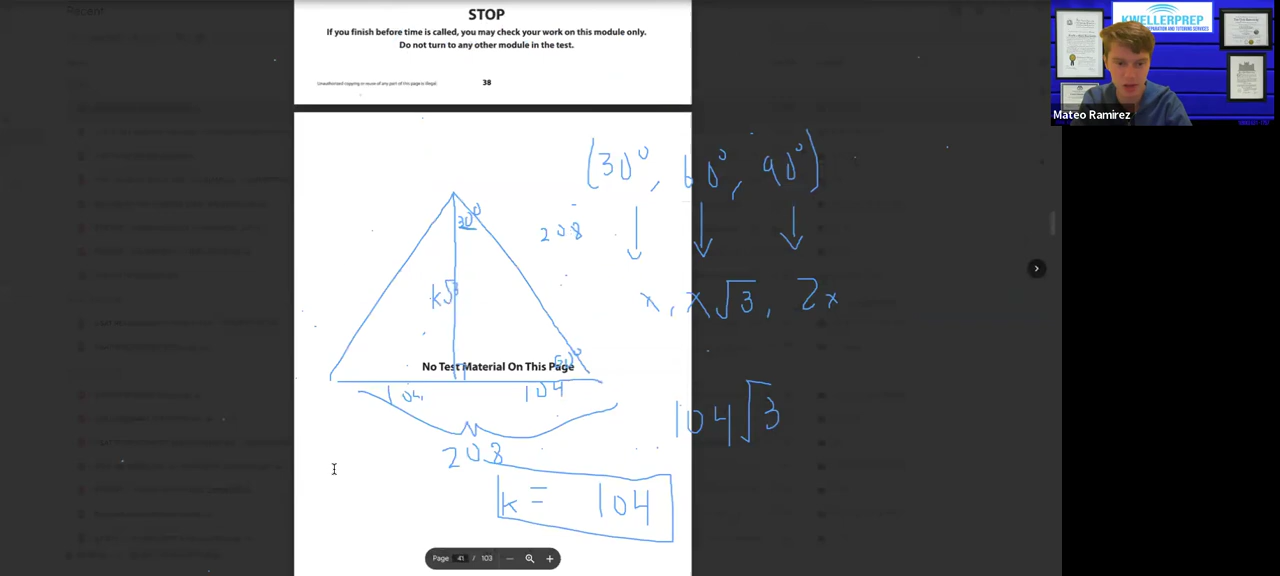 STOP
If you finish before time is called, you may check your work on this module only.
Do not turn to any other module in the test.
Unauthorized copying or reuse of any part of this page is illegal.
38
KWELLERPREP
Mateo Ramirez
(30°, 60°, 90°)
30°
208
k√3
x, x√3, 2x
60°
No Test Material On This Page
104
104
104√3
208
k = 104
Page 41 / 103